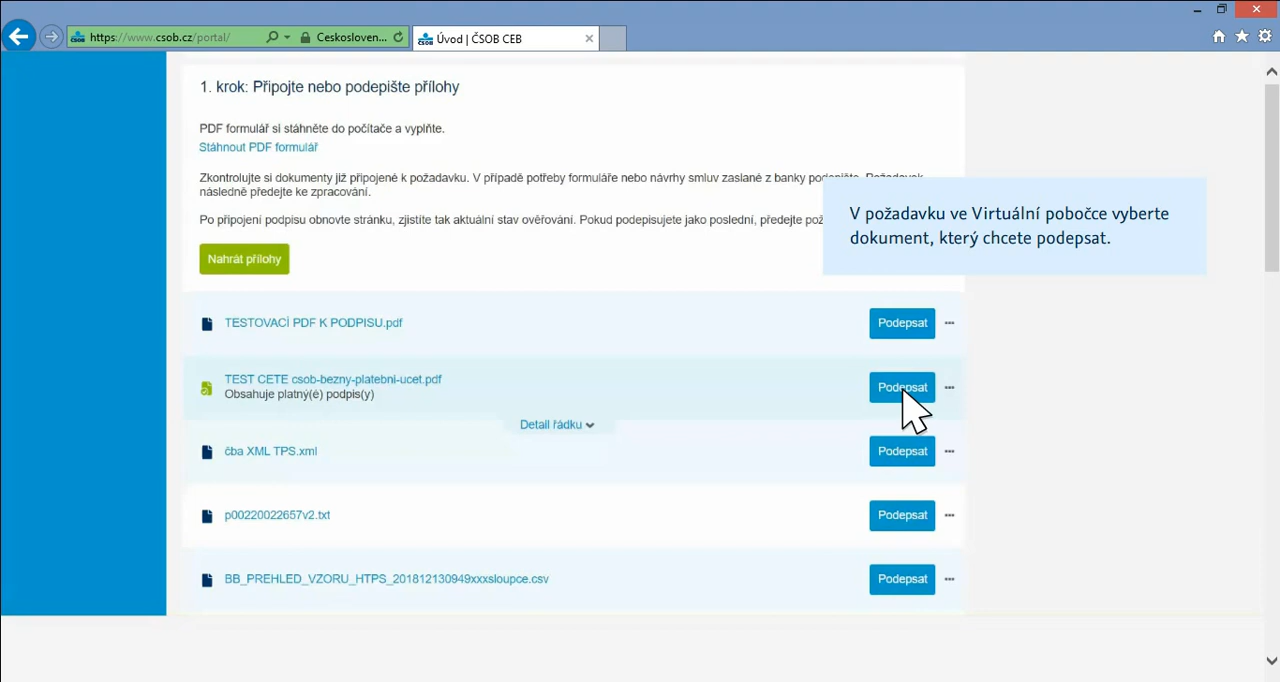 https://www.csob.cz/portal/
Ceskosloven...
ČSOB
Úvod | ČSOB CEB
1. krok: Připojte nebo podepište přílohy
PDF formulář si stáhněte do počítače a vyplňte.
Stáhnout PDF formulář
Zkontrolujte si dokumenty již připojené k požadavku. V případě potřeby formuláře nebo návrhy smluv zaslané z banky
následně předejte ke zpracování.
Po připojení podpisu obnovte stránku, zjistíte tak aktuální stav ověřování. Pokud podepisujete jako poslední, předejte
V požadavku ve Virtuální pobočce vyberte
dokument, který chcete podepsat.
Nahrát přílohy
TESTOVACÍ PDF K PODPISU.pdf
Podepsat
TEST CETE csob-bezny-platebni-ucet.pdf
Obsahuje platný(é) podpis(y)
Podepsat
Detail řádku
čba XML TPS.xml
Podepsat
p00220022657v2.txt
Podepsat
BB_PREHLED_VZORU_HTPS_201812130949xxxsloupce.csv
Podepsat